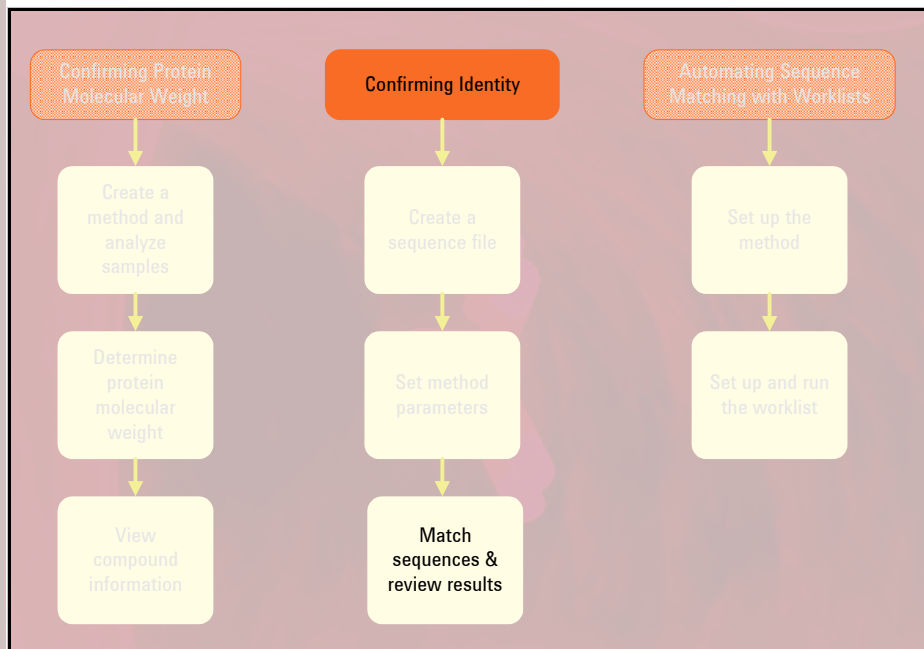 Confirming Protein
Molecular Weight
Create a
method and
analyze
samples
Determine
protein
molecular
weight
View
compound
information
Confirming Identity
Create a
sequence file
Set method
parameters
Match
sequences &
review results
Automating Sequence
Matching with Worklists
Set up the
method
Set up and run
the worklist